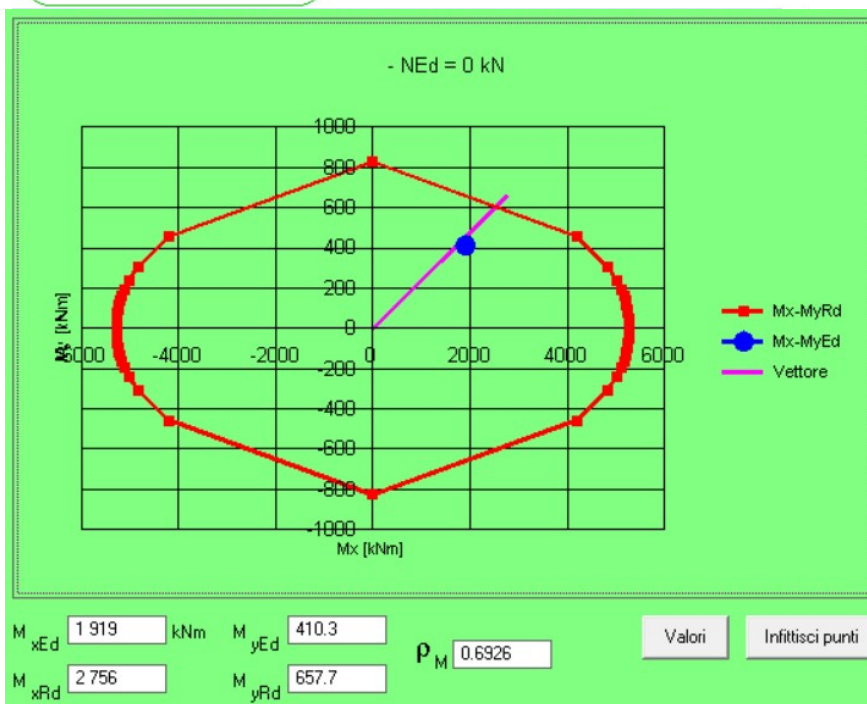 - NEd = 0 kN
1000
800
600
400
200
0
-6000 -4000 -2000 0 2000 4000 6000
-200
-400
-600
-800
-1000
Mx [kNm]
Mx-MyRd
Mx-MyEd
Vettore
M xEd 1 919 kNm M yEd 410.3
M xRd 2 756 M yRd 657.7
ρ M 0.6926
Valori
Infittisci punti